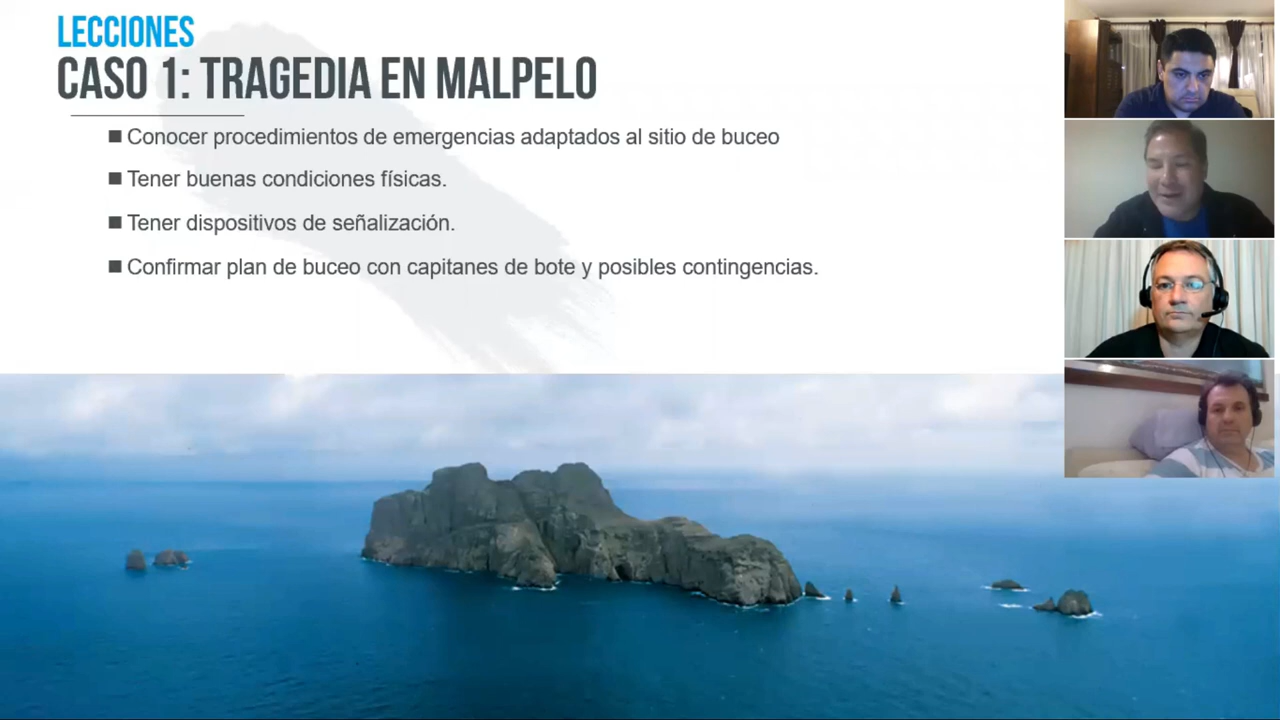 LECCIONES
CASO 1: TRAGEDIA EN MALPELO
■ Conocer procedimientos de emergencias adaptados al sitio de buceo
■ Tener buenas condiciones físicas.
■ Tener dispositivos de señalización.
■ Confirmar plan de buceo con capitanes de bote y posibles contingencias.